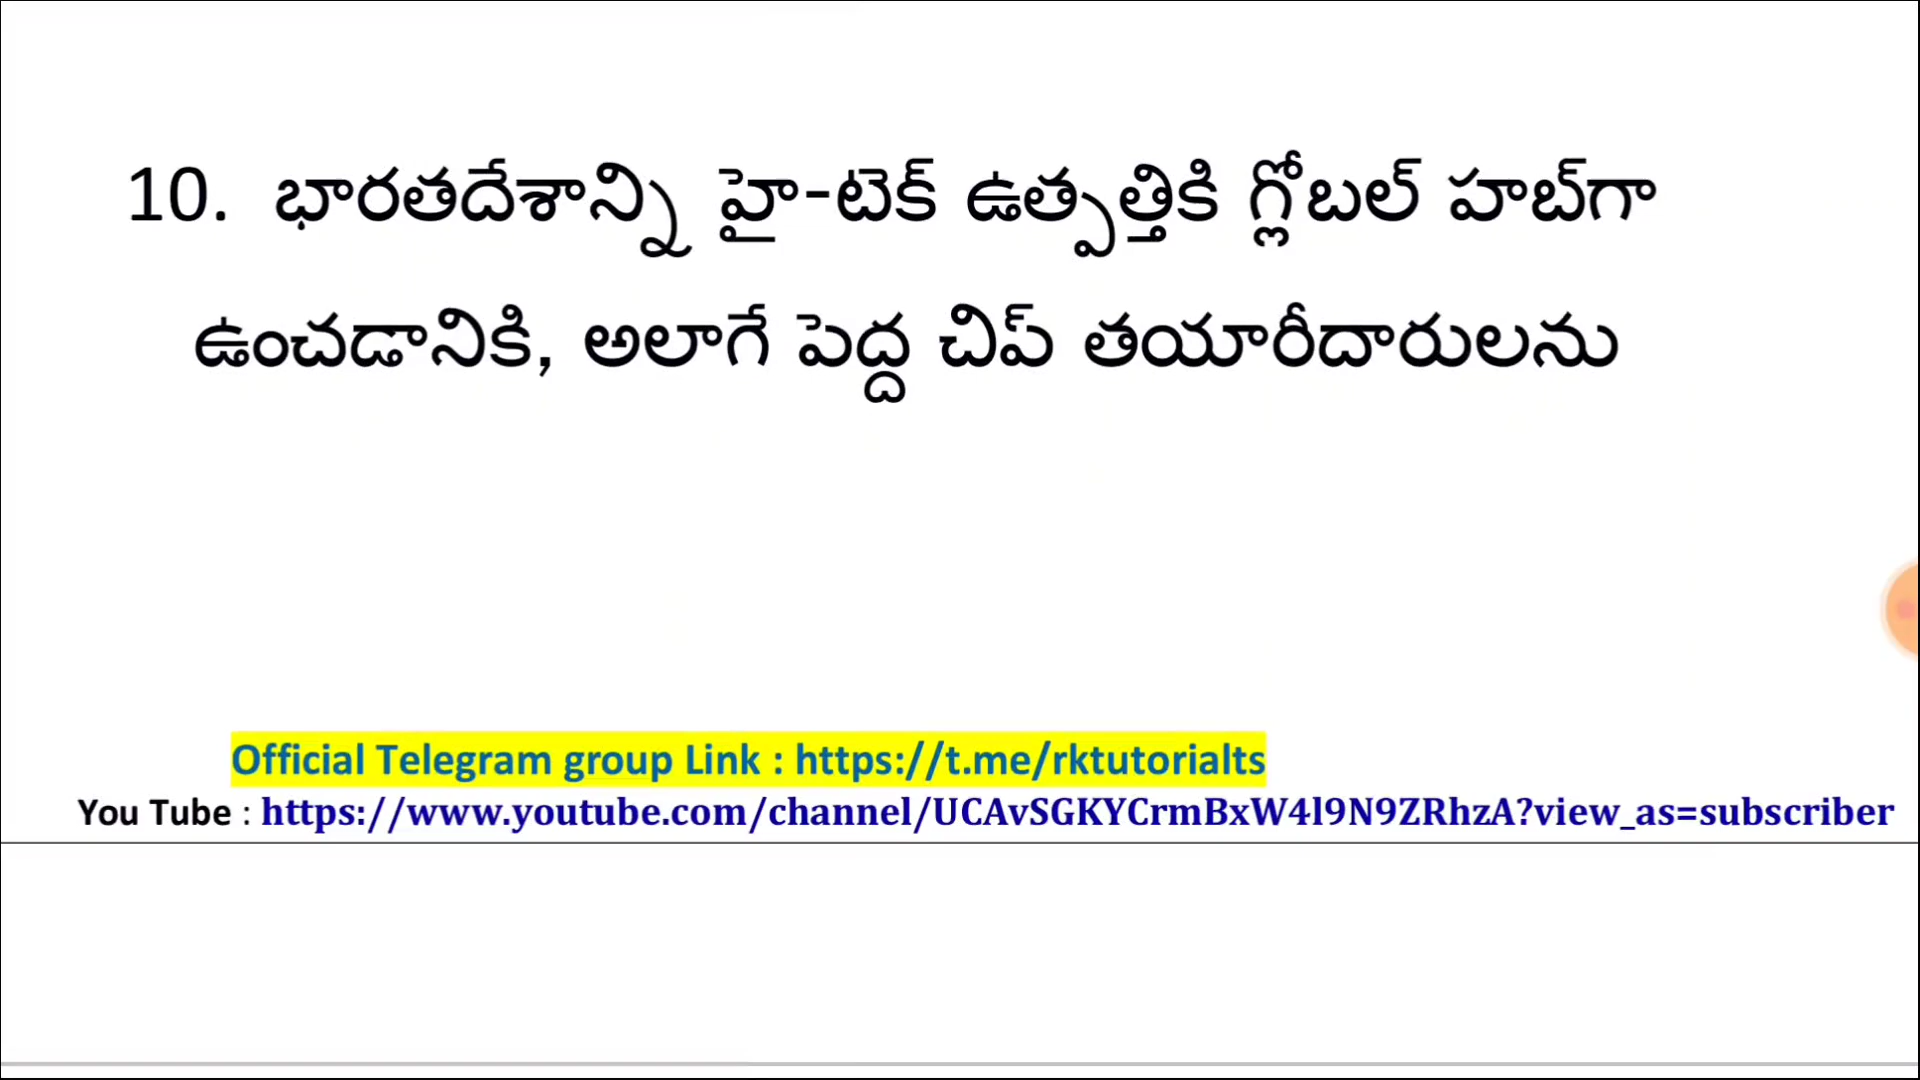 10. భారతదేశాన్ని హై-టెక్ ఉత్పత్తికి గ్లోబల్ హబ్‌గా
ఉంచడానికి, అలాగే పెద్ద చిప్ తయారీదారులను
Official Telegram group Link : https://t.me/rktutorialts
You Tube : https://www.youtube.com/channel/UCAvSGKYCrmBxW4l9N9ZRhzA?view_as=subscriber